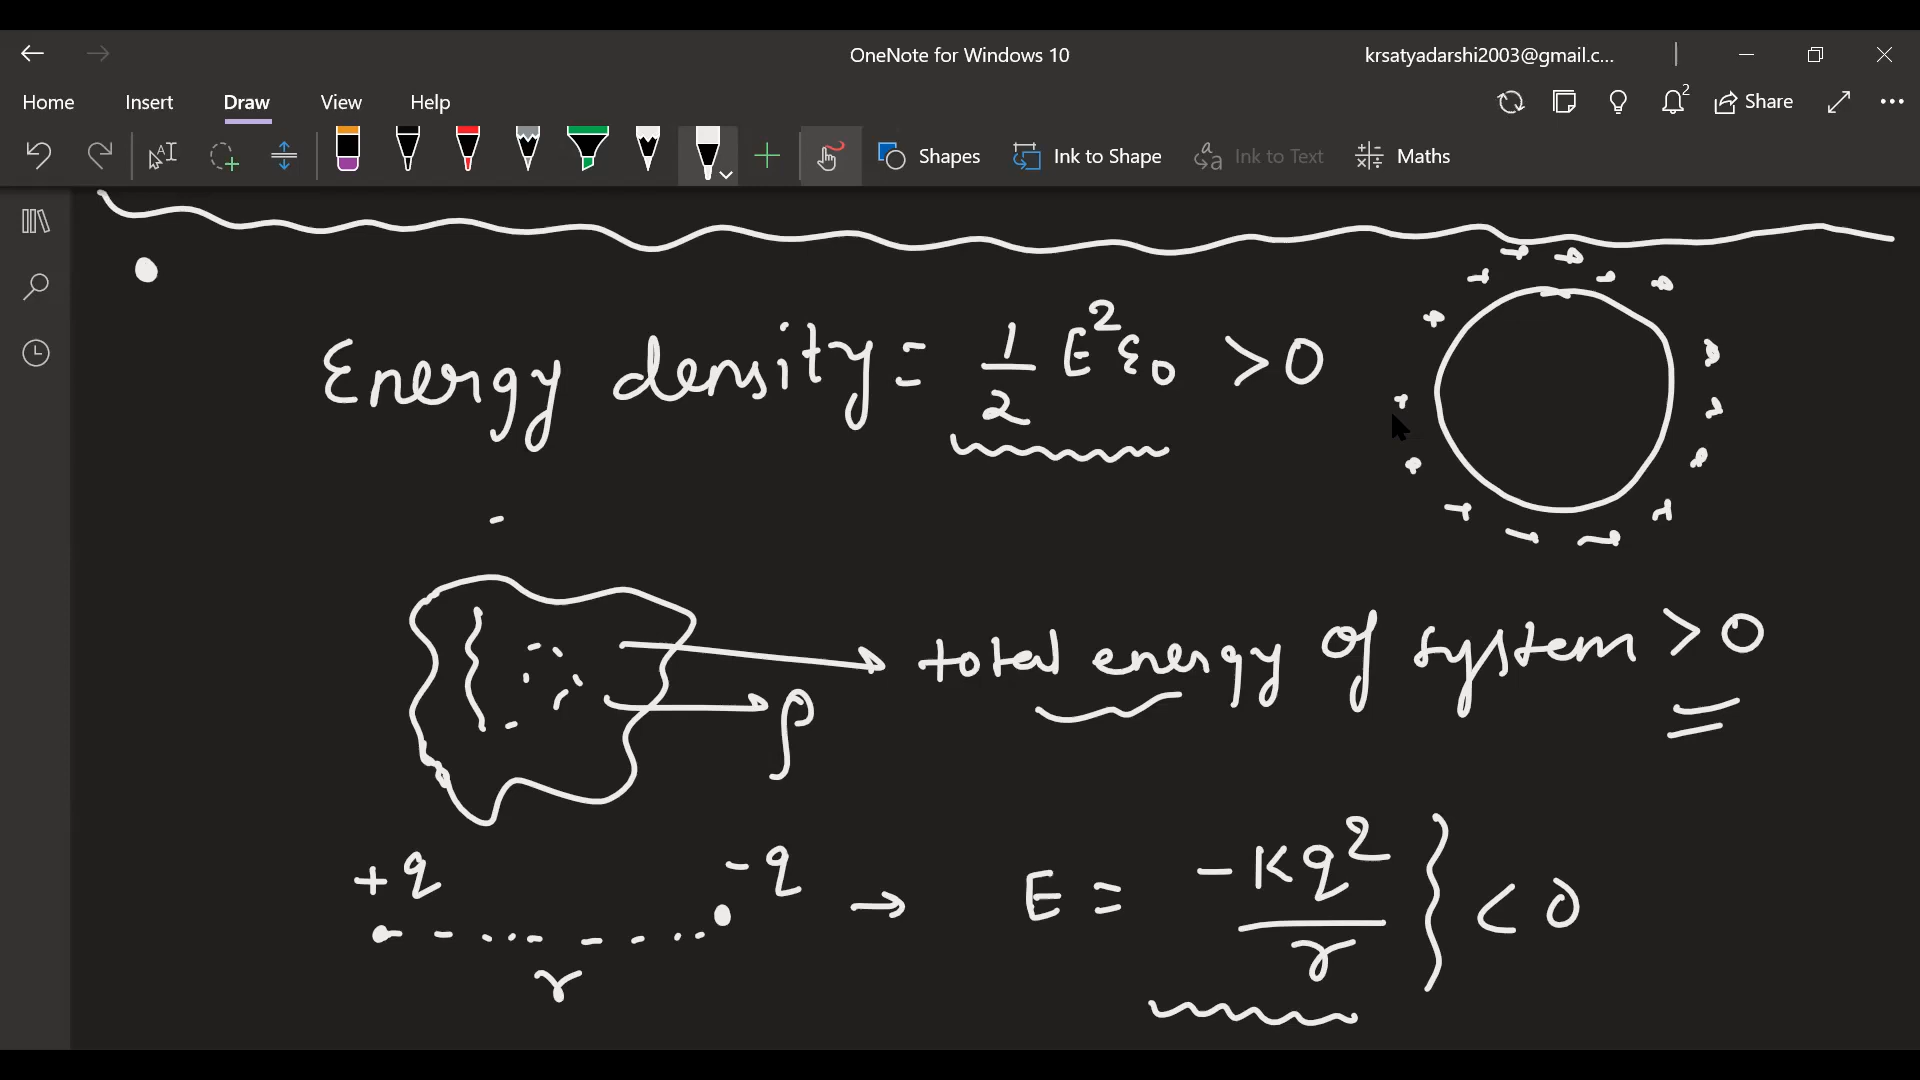 OneNote for Windows 10
krsatyadarshi2003@gmail.c...
Home Insert Draw View Help
2
Share
Shapes Ink to Shape Ink to Text Maths
Energy density = 1/2 E²ε₀ > 0
total energy of system > 0
ρ
+q -q → E = -Kq²/r } < 0
r